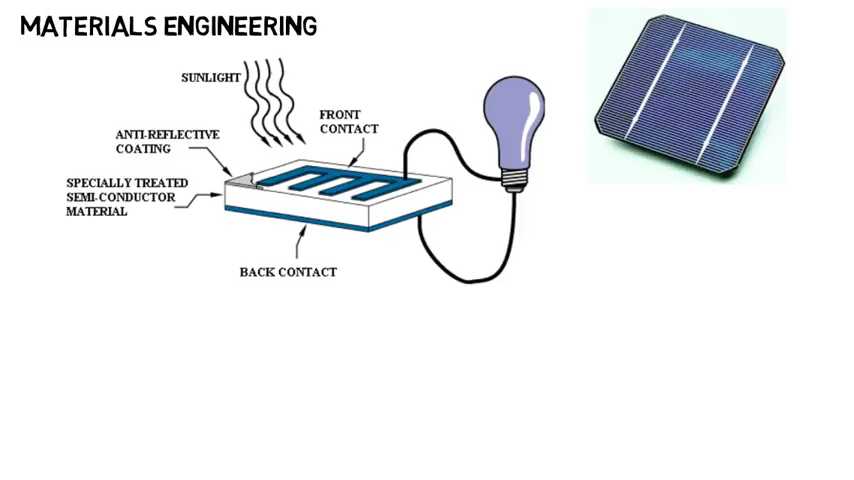 MATERIALS ENGINEERING
SUNLIGHT
FRONT
CONTACT
ANTI-REFLECTIVE
COATING
SPECIALLY TREATED
SEMI-CONDUCTOR
MATERIAL
BACK CONTACT